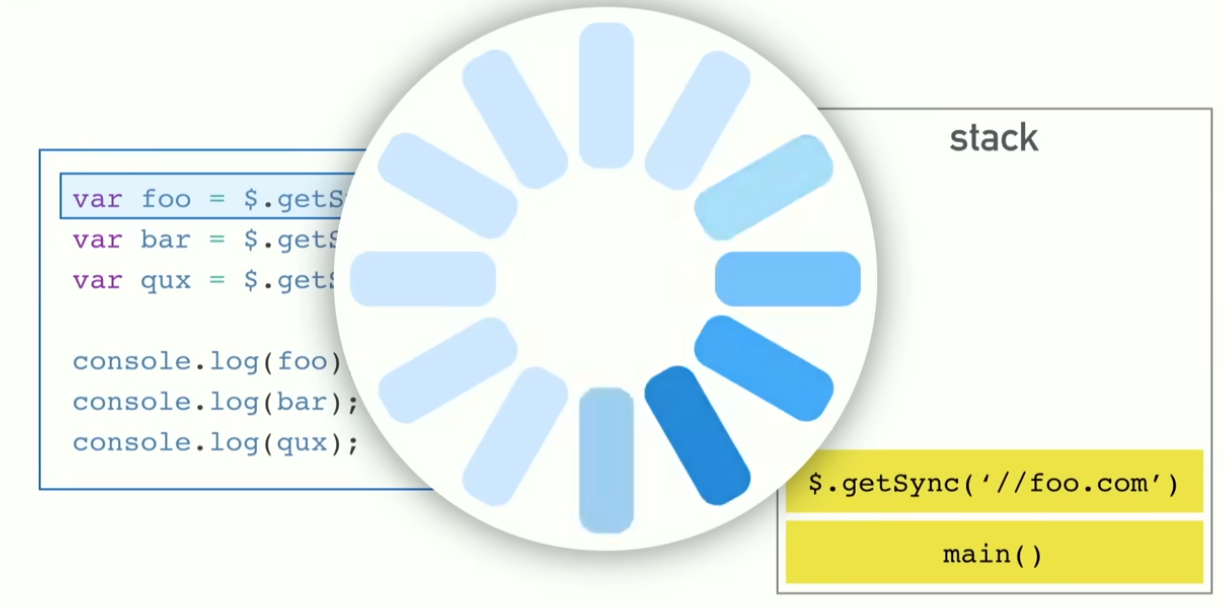 stack
var foo = $.getS
var bar = $.getS
var qux = $.getS
console.log(foo)
console.log(bar);
console.log(qux);
$.getSync(‘//foo.com’)
main()